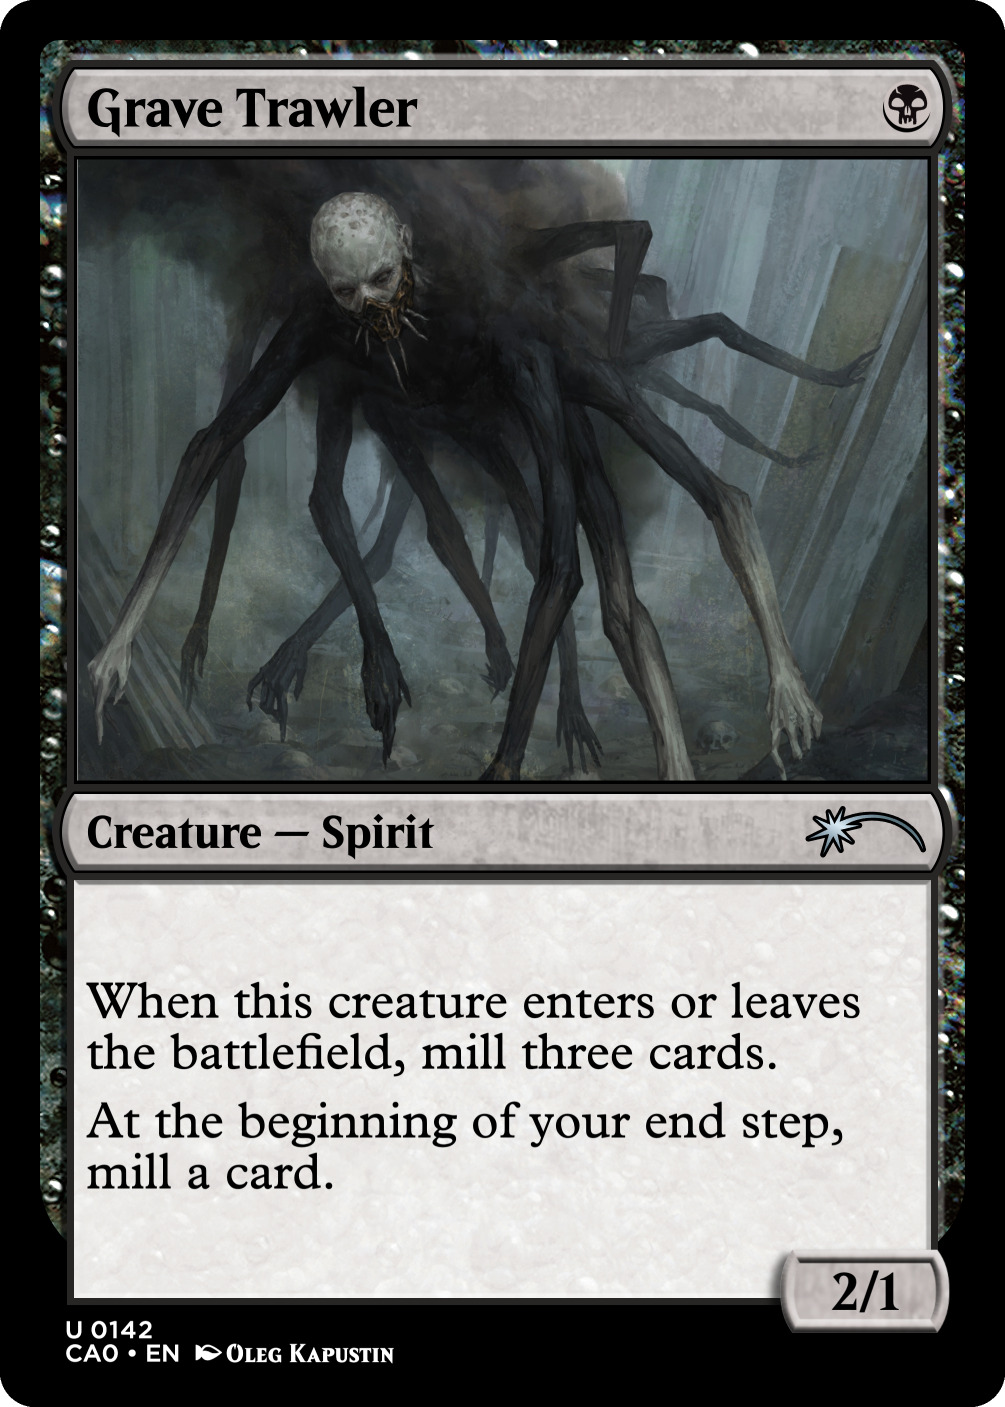 Grave Trawler
Creature — Spirit
When this creature enters or leaves
the battlefield, mill three cards.
At the beginning of your end step,
mill a card.
2/1
U 0142
CAO • EN Oleg Kapustin